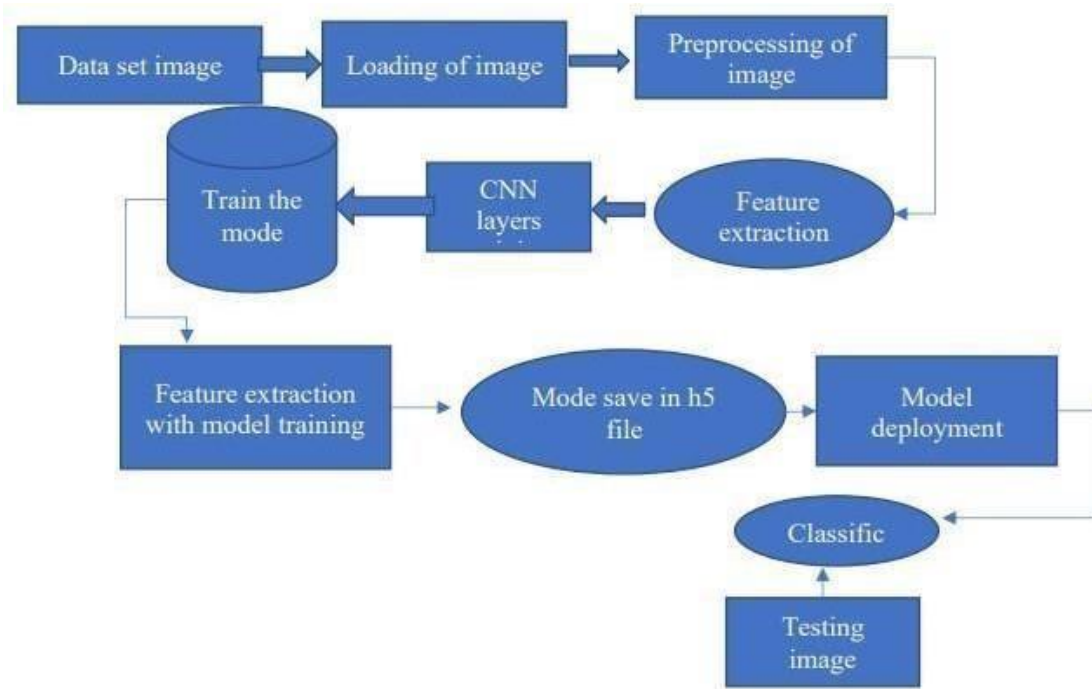 Data set image
Loading of image
Preprocessing of
image
Feature
extraction
CNN
layers
Train the
mode
Feature extraction
with model training
Mode save in h5
file
Model
deployment
Classific
Testing
image